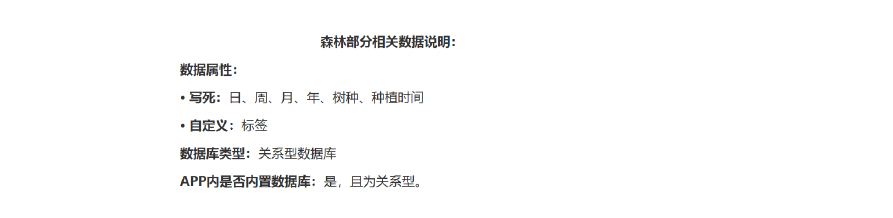 森林部分相关数据说明：
数据属性：
• 写死：日、周、月、年、树种、种植时间
• 自定义：标签
数据库类型：关系型数据库
APP内是否内置数据库：是，且为关系型。